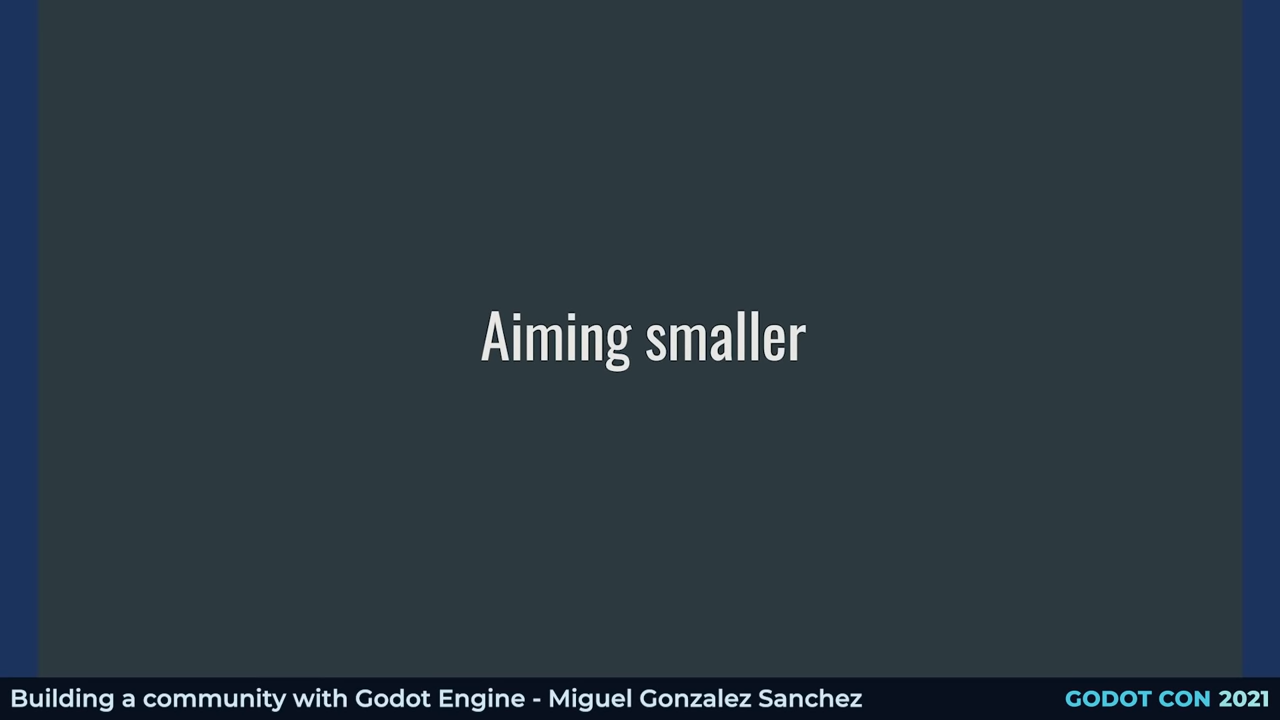 Aiming smaller
Building a community with Godot Engine - Miguel Gonzalez Sanchez
GODOT CON 2021